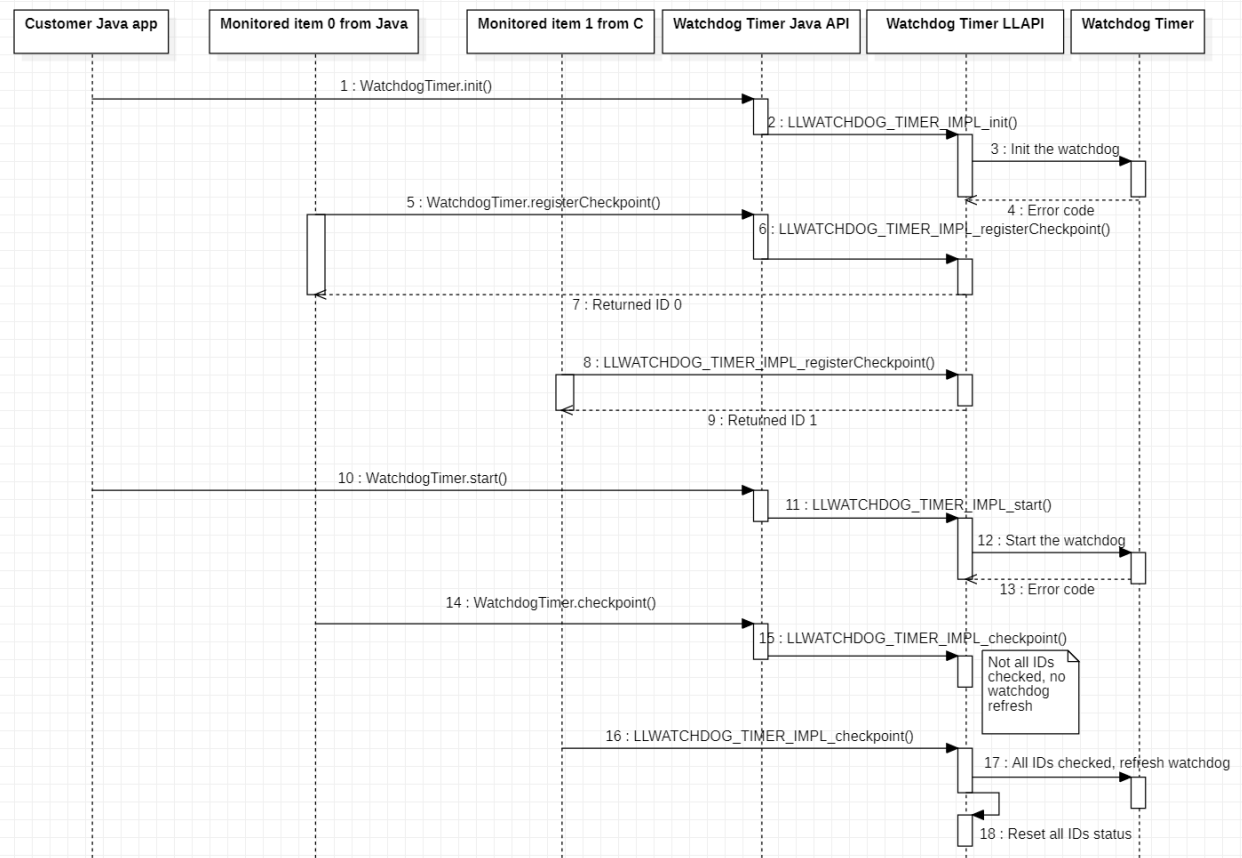 Customer Java app
Monitored item 0 from Java
Monitored item 1 from C
Watchdog Timer Java API
Watchdog Timer LLAPI
Watchdog Timer
1 : WatchdogTimer.init()
2 : LLWATCHDOG_TIMER_IMPL_init()
3 : Init the watchdog
4 : Error code
5 : WatchdogTimer.registerCheckpoint()
6 : LLWATCHDOG_TIMER_IMPL_registerCheckpoint()
7 : Returned ID 0
8 : LLWATCHDOG_TIMER_IMPL_registerCheckpoint()
9 : Returned ID 1
10 : WatchdogTimer.start()
11 : LLWATCHDOG_TIMER_IMPL_start()
12 : Start the watchdog
13 : Error code
14 : WatchdogTimer.checkpoint()
15 : LLWATCHDOG_TIMER_IMPL_checkpoint()
Not all IDs
checked, no
watchdog
refresh
16 : LLWATCHDOG_TIMER_IMPL_checkpoint()
17 : All IDs checked, refresh watchdog
18 : Reset all IDs status